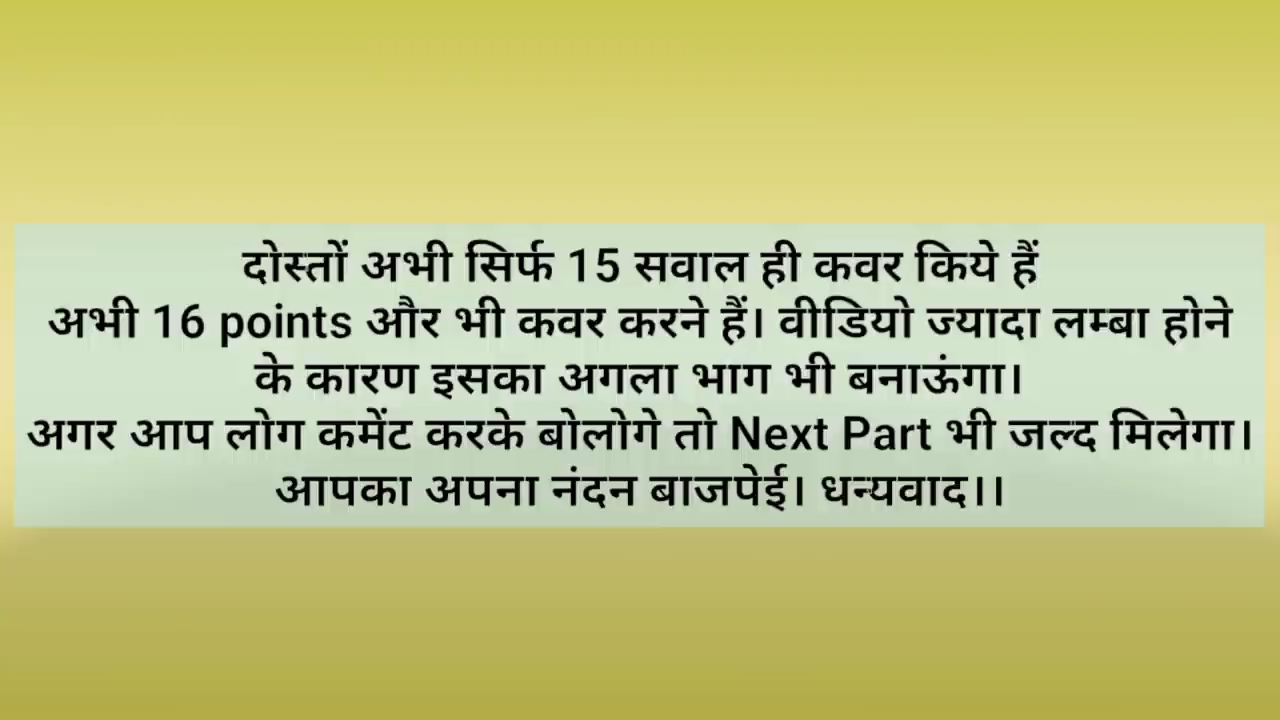 दोस्तों अभी सिर्फ 15 सवाल ही कवर किये हैं
अभी 16 points और भी कवर करने हैं। वीडियो ज्यादा लम्बा होने
के कारण इसका अगला भाग भी बनाऊंगा।
अगर आप लोग कमेंट करके बोलोगे तो Next Part भी जल्द मिलेगा।
आपका अपना नंदन बाजपेई। धन्यवाद।।